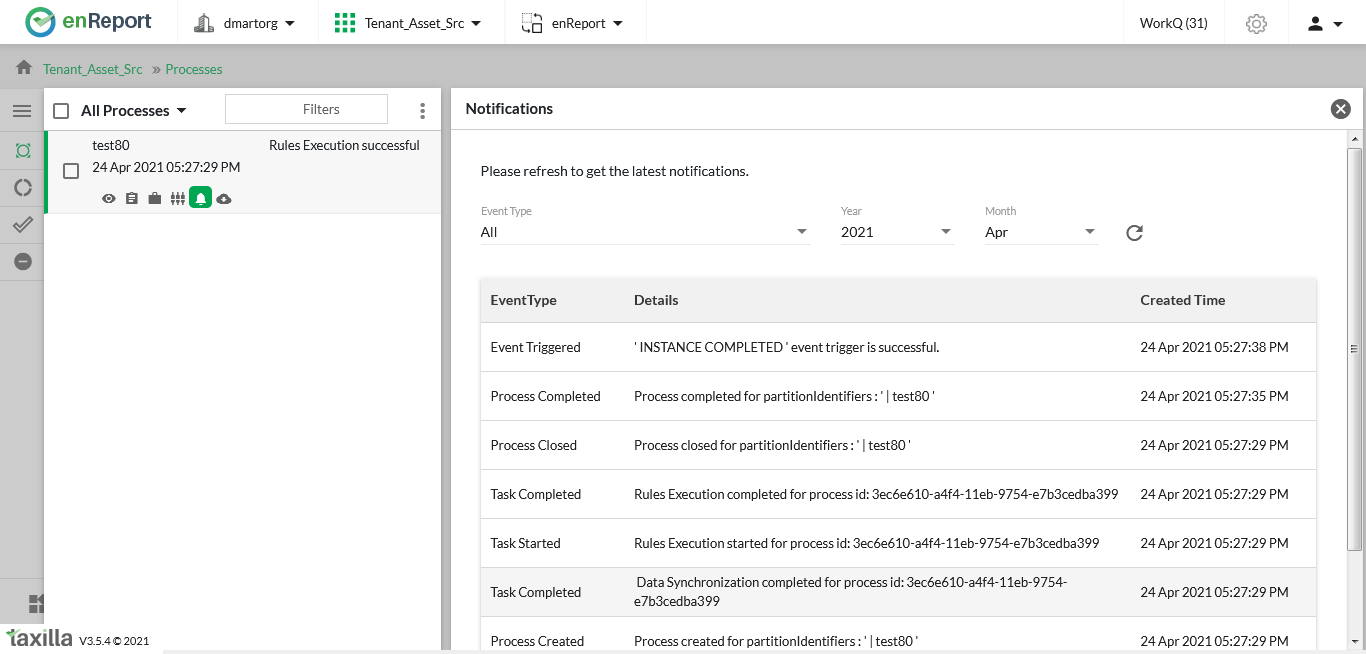 enReport
dmartorg
Tenant_Asset_Src
enReport
WorkQ (31)
Tenant_Asset_Src » Processes
All Processes
Filters
test80
Rules Execution successful
24 Apr 2021 05:27:29 PM
Notifications
Please refresh to get the latest notifications.
Event Type
All
Year
2021
Month
Apr
EventType Details Created Time
Event Triggered ' INSTANCE COMPLETED ' event trigger is successful. 24 Apr 2021 05:27:38 PM
Process Completed Process completed for partitionIdentifiers : ' | test80 ' 24 Apr 2021 05:27:35 PM
Process Closed Process closed for partitionIdentifiers : ' | test80 ' 24 Apr 2021 05:27:29 PM
Task Completed Rules Execution completed for process id: 3ec6e610-a4f4-11eb-9754-e7b3cedba399 24 Apr 2021 05:27:29 PM
Task Started Rules Execution started for process id: 3ec6e610-a4f4-11eb-9754-e7b3cedba399 24 Apr 2021 05:27:29 PM
Task Completed Data Synchronization completed for process id: 3ec6e610-a4f4-11eb-9754-
e7b3cedba399 24 Apr 2021 05:27:29 PM
Process Created Process created for partitionIdentifiers : ' | test80 ' 24 Apr 2021 05:27:29 PM
taxilla V3.5.4 © 2021